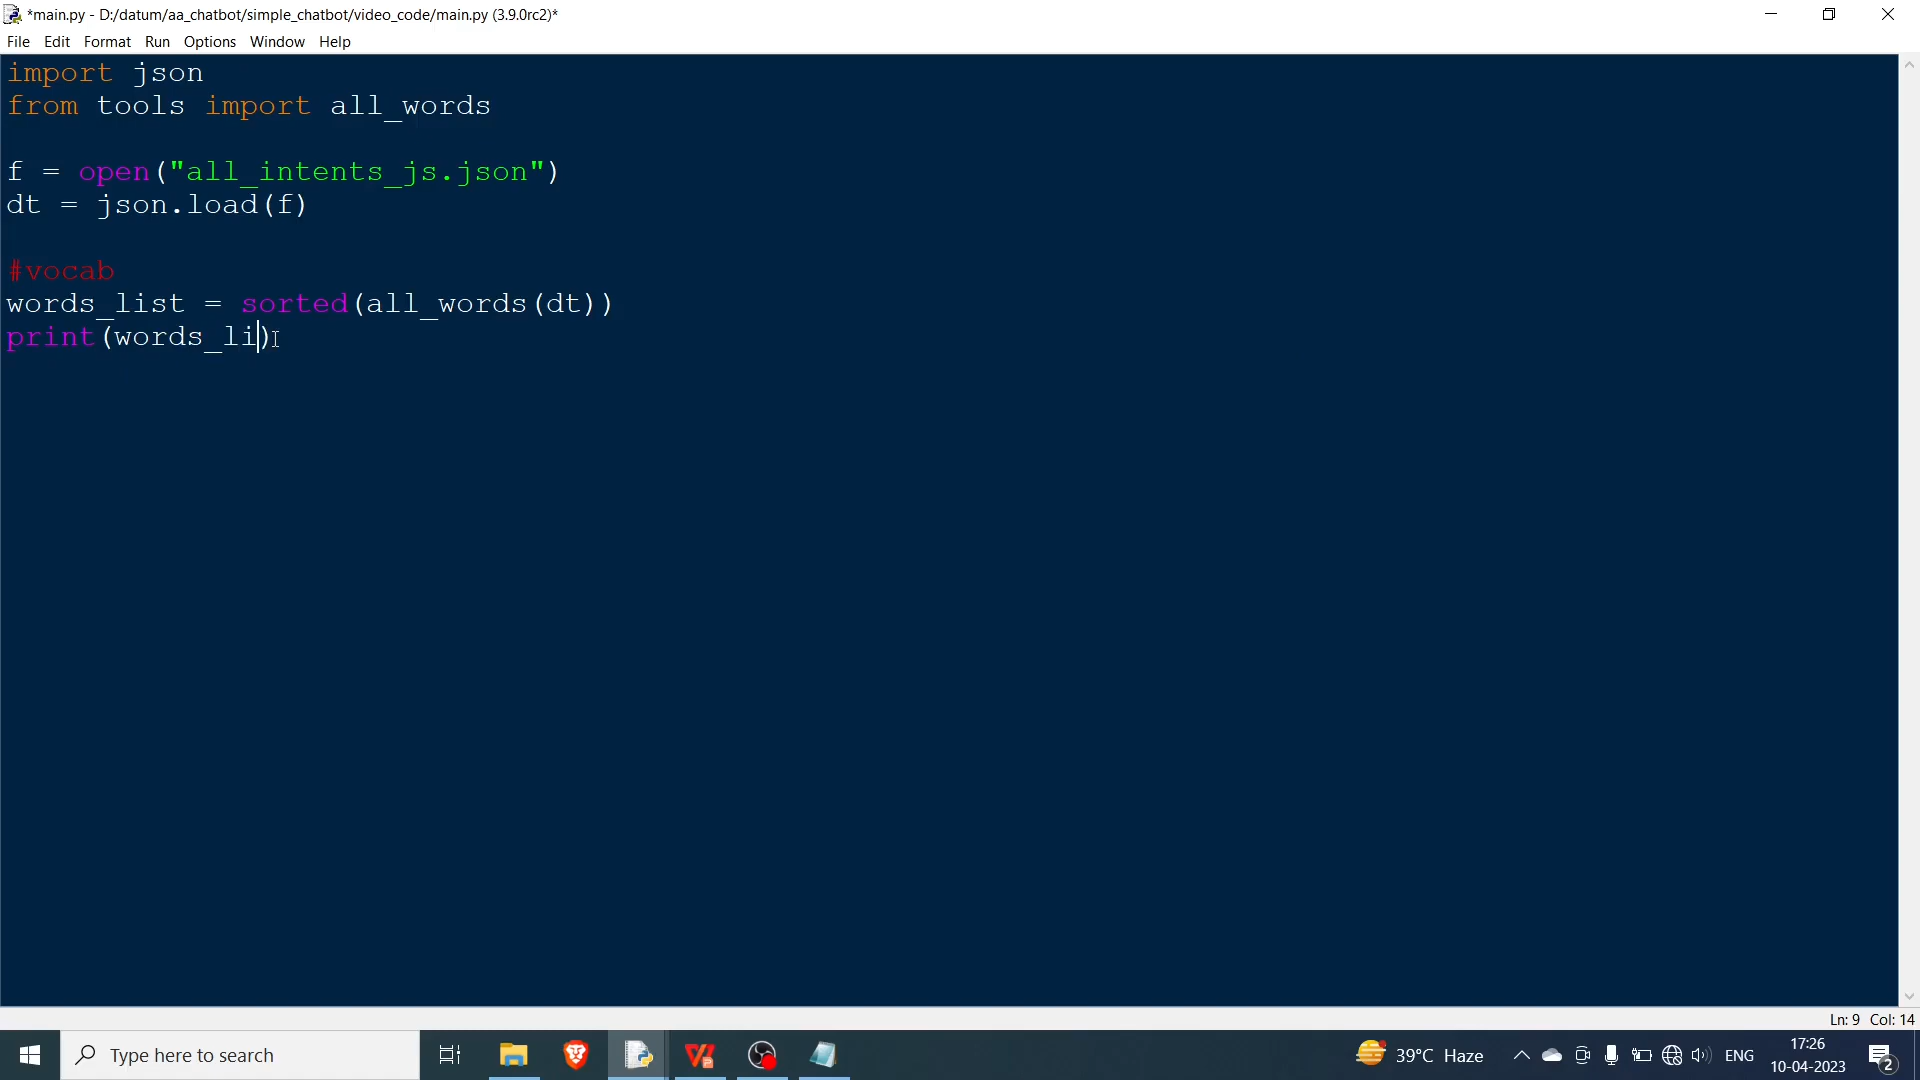 *main.py - D:/datum/aa_chatbot/simple_chatbot/video_code/main.py (3.9.0rc2)*
File Edit Format Run Options Window Help
import json
from tools import all_words
f = open("all_intents_js.json")
dt = json.load(f)
#vocab
words_list = sorted(all_words(dt))
print(words_li)
Ln: 9 Col: 14
Type here to search
39°C Haze
ENG
17:26
10-04-2023
2